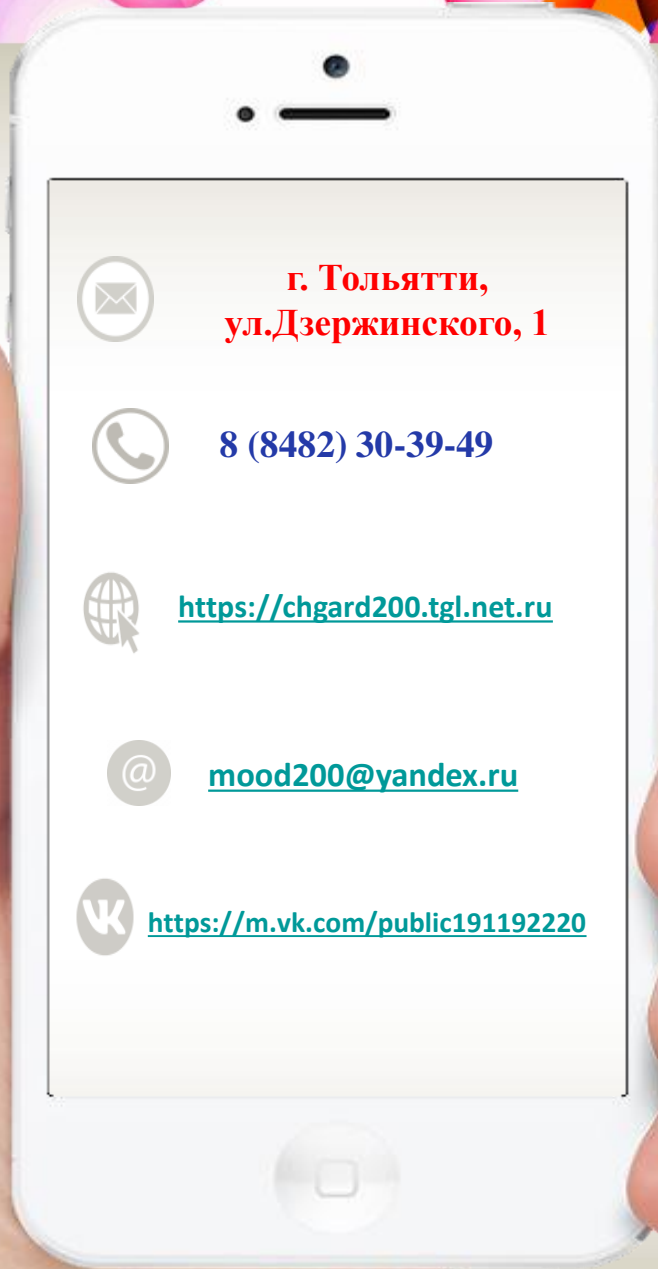 г. Тольятти,
ул.Дзержинского, 1
8 (8482) 30-39-49
https://chgard200.tgl.net.ru
@
mood200@yandex.ru
https://m.vk.com/public191192220